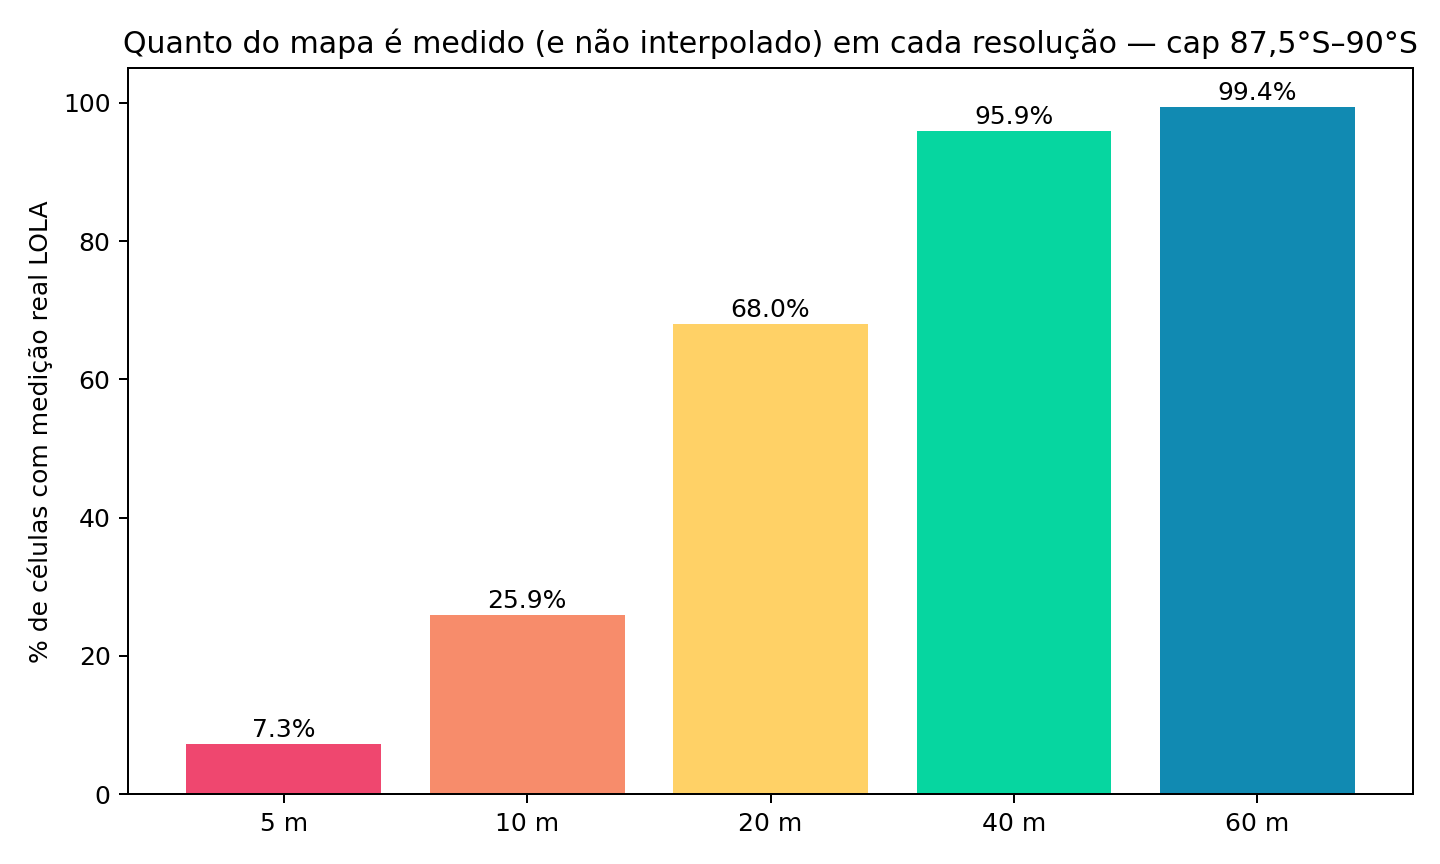 Quanto do mapa é medido (e não interpolado) em cada resolução — cap 87,5°S–90°S
% de células com medição real LOLA
100
80
60
40
20
0
7.3%
25.9%
68.0%
95.9%
99.4%
5 m
10 m
20 m
40 m
60 m